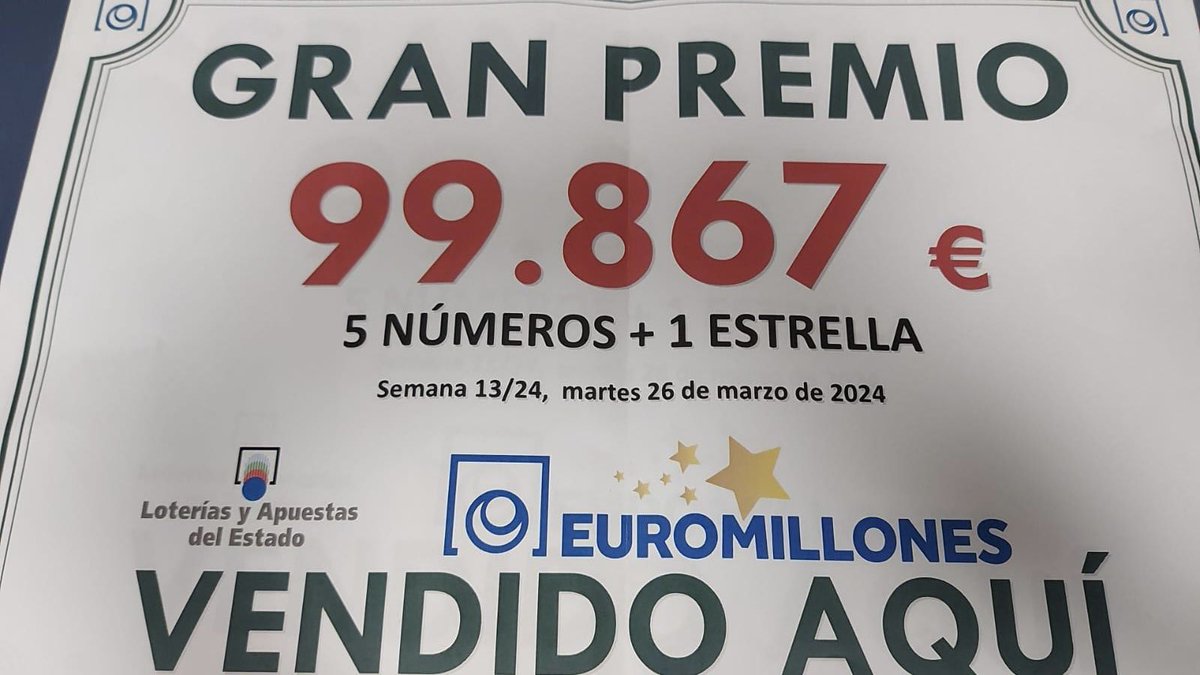 GRAN PREMIO
99.867 €
5 NÚMEROS + 1 ESTRELLA
Semana 13/24, martes 26 de marzo de 2024
Loterías y Apuestas
del Estado
EUROMILLONES
VENDIDO AQUÍ